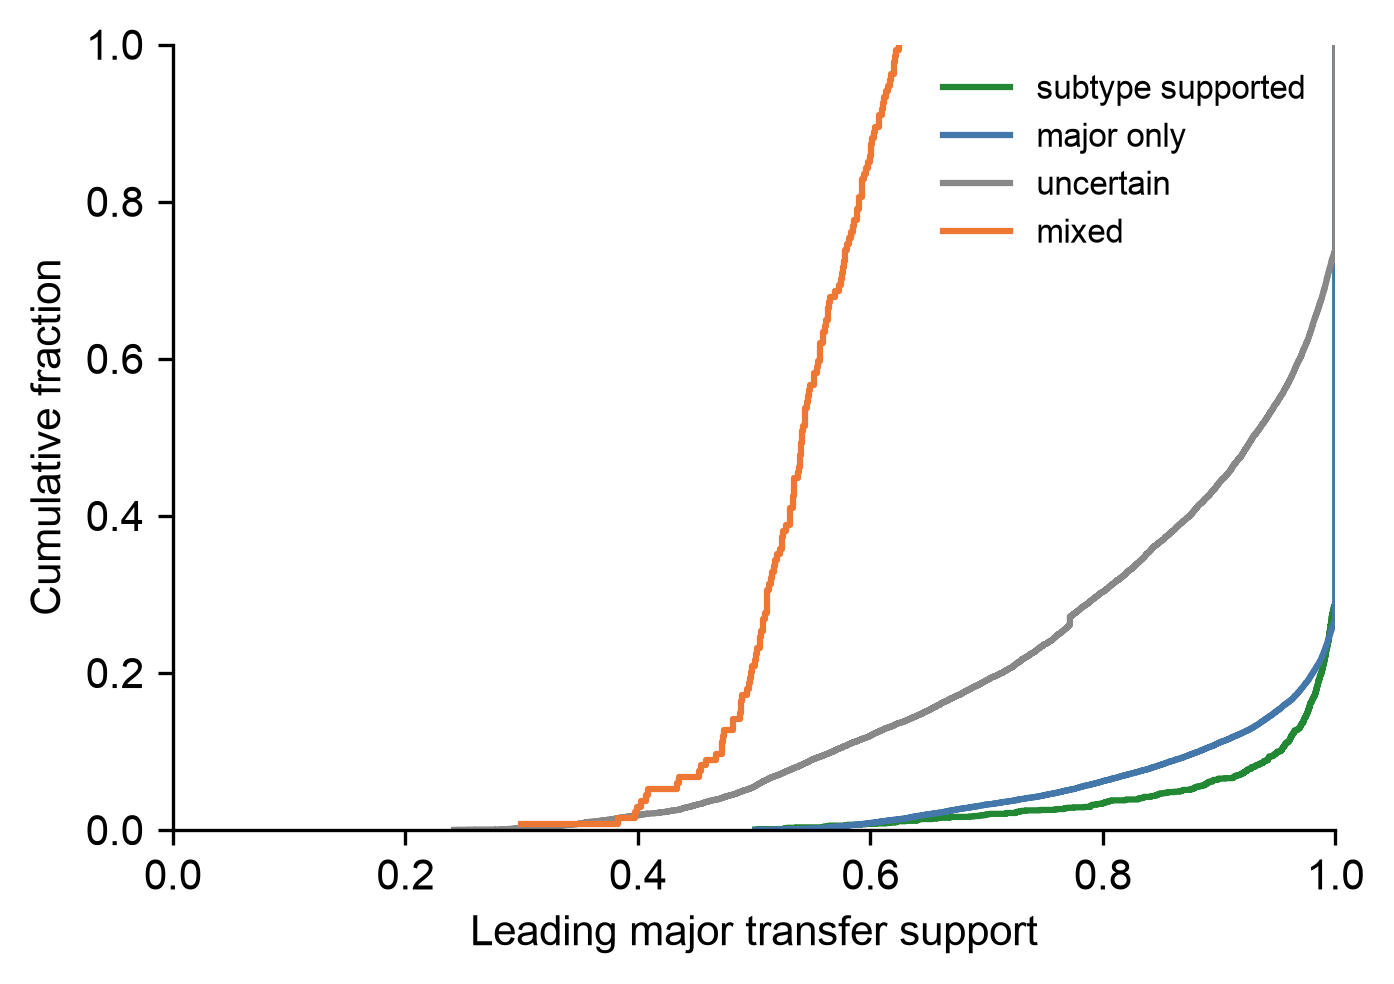 1.0
0.8
0.6
0.4
0.2
0.0
Cumulative fraction
subtype supported
major only
uncertain
mixed
0.0 0.2 0.4 0.6 0.8 1.0
Leading major transfer support